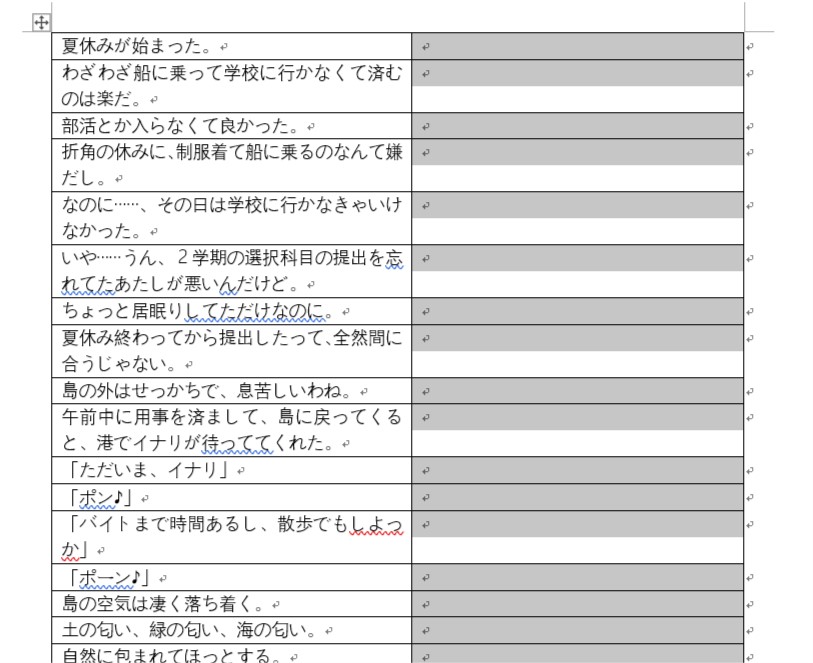 夏休みが始まった。
わざわざ船に乗って学校に行かなくて済む
のは楽だ。
部活とか入らなくて良かった。
折角の休みに、制服着て船に乗るのなんて嫌
だし。
なのに……、その日は学校に行かなきゃいけ
なかった。
いや……うん、２学期の選択科目の提出を忘
れてたあたしが悪いんだけど。
ちょっと居眠りしてただけなのに。
夏休み終わってから提出したって、全然間に
合うじゃない。
島の外はせっかちで、息苦しいわね。
午前中に用事を済まして、島に戻ってくる
と、港でイナリが待っててくれた。
「ただいま、イナリ」
「ポン♪」
「バイトまで時間あるし、散歩でもしよっ
か」
「ポーン♪」
島の空気は凄く落ち着く。
土の匂い、緑の匂い、海の匂い。
自然に包まれてほっとする。